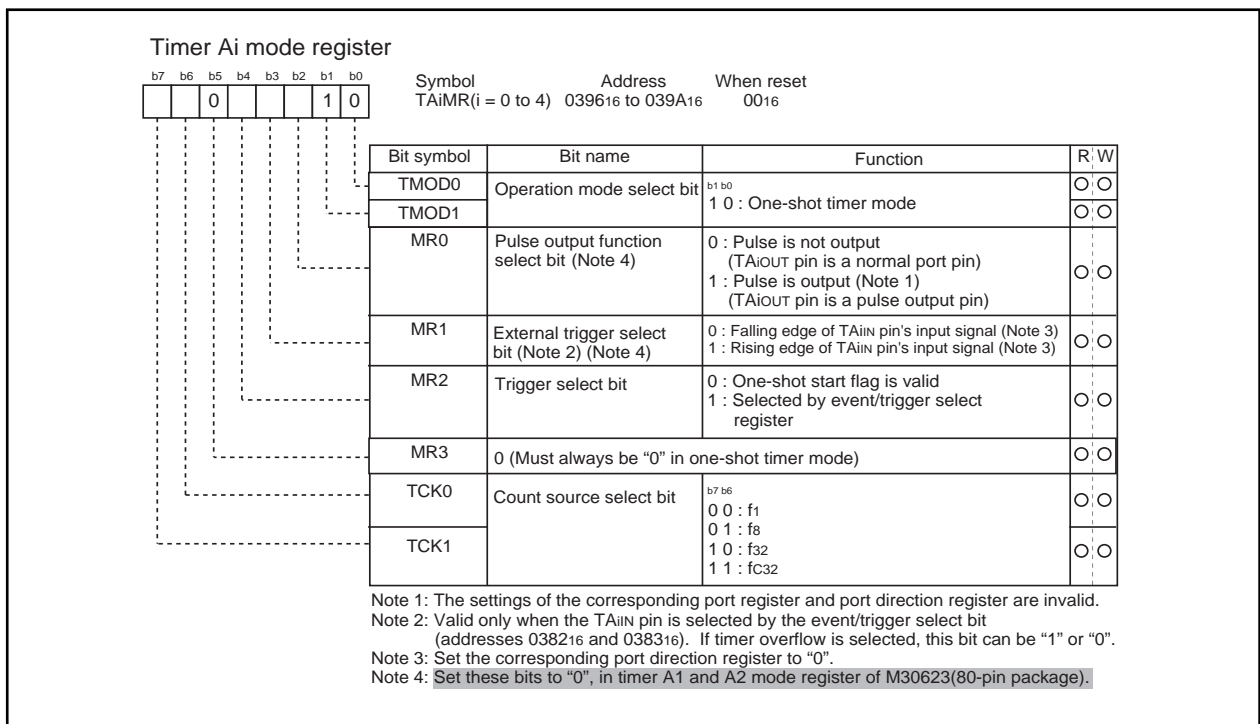 Timer Ai mode register
b7 b6 b5 b4 b3 b2 b1 b0
0 1 0
Symbol Address When reset
TAiMR(i = 0 to 4) 039616 to 039A16 0016
Bit symbol Bit name Function R W
TMOD0 Operation mode select bit b1 b0
1 0 : One-shot timer mode
TMOD1
MR0 Pulse output function select bit (Note 4)
0 : Pulse is not output
(TAiOUT pin is a normal port pin)
1 : Pulse is output (Note 1)
(TAiOUT pin is a pulse output pin)
MR1 External trigger select bit (Note 2) (Note 4)
0 : Falling edge of TAiIN pin's input signal (Note 3)
1 : Rising edge of TAiIN pin's input signal (Note 3)
MR2 Trigger select bit
0 : One-shot start flag is valid
1 : Selected by event/trigger select
register
MR3 0 (Must always be “0” in one-shot timer mode)
TCK0 Count source select bit
b7 b6
0 0 : f1
0 1 : f8
TCK1
1 0 : f32
1 1 : fC32
Note 1: The settings of the corresponding port register and port direction register are invalid.
Note 2: Valid only when the TAiIN pin is selected by the event/trigger select bit
(addresses 038216 and 038316). If timer overflow is selected, this bit can be “1” or “0”.
Note 3: Set the corresponding port direction register to “0”.
Note 4: Set these bits to “0”, in timer A1 and A2 mode register of M30623(80-pin package).